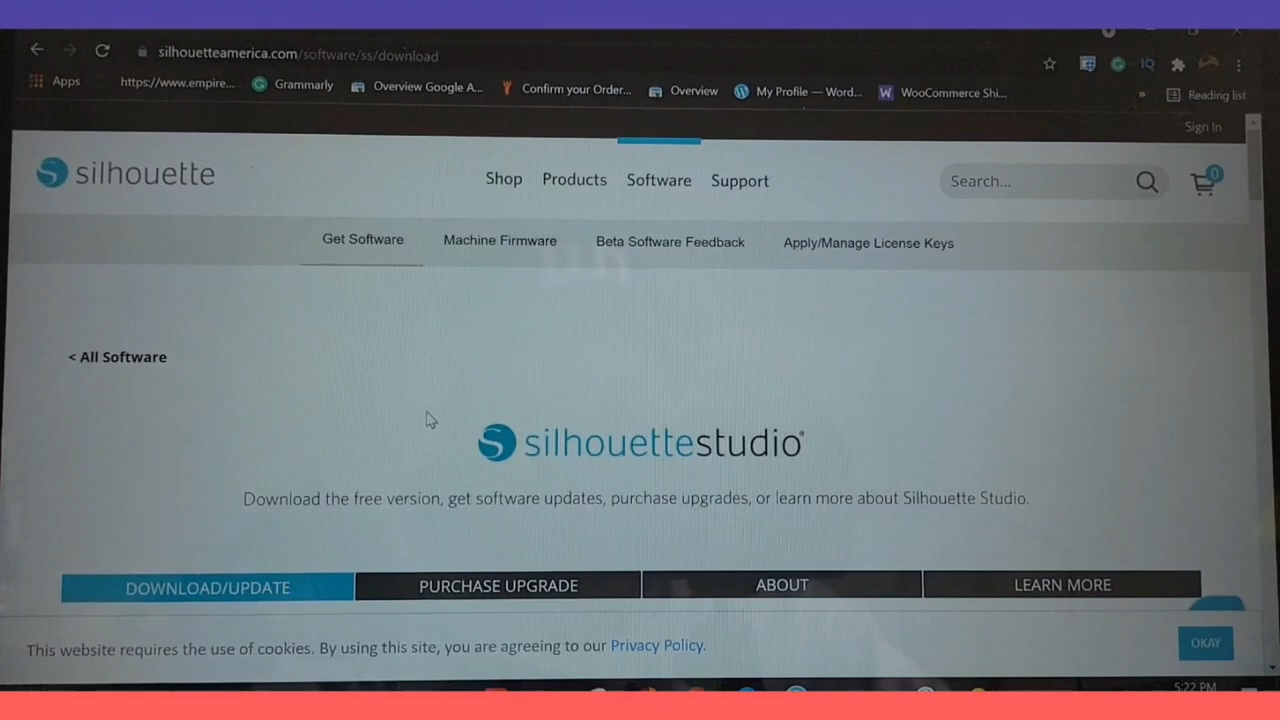 silhouetteamerica.com/software/ss/download
Apps https://www.empire... Grammarly Overview Google A... Confirm your Order... Overview My Profile — Word... WooCommerce Shi... » Reading list
Sign In
silhouette Shop Products Software Support Search... 0
Get Software Machine Firmware Beta Software Feedback Apply/Manage License Keys
< All Software
silhouettestudio®
Download the free version, get software updates, purchase upgrades, or learn more about Silhouette Studio.
DOWNLOAD/UPDATE PURCHASE UPGRADE ABOUT LEARN MORE
This website requires the use of cookies. By using this site, you are agreeing to our Privacy Policy. OKAY
5:22 PM